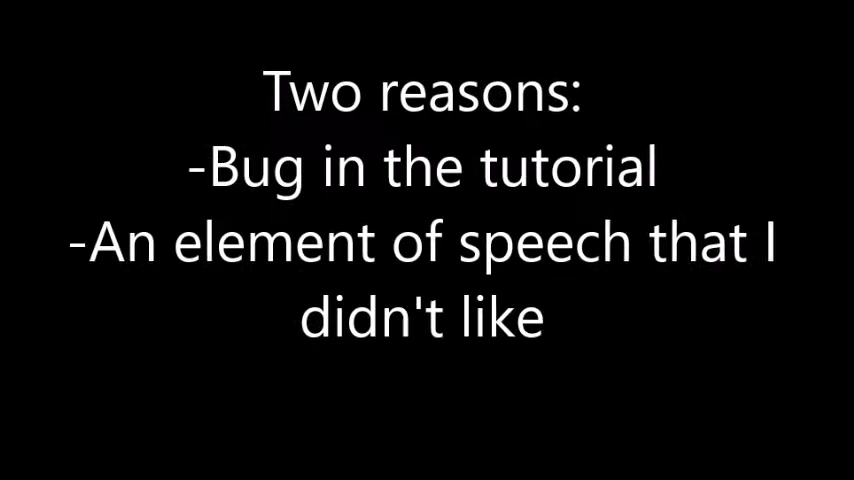 Two reasons:
-Bug in the tutorial
-An element of speech that I
didn't like